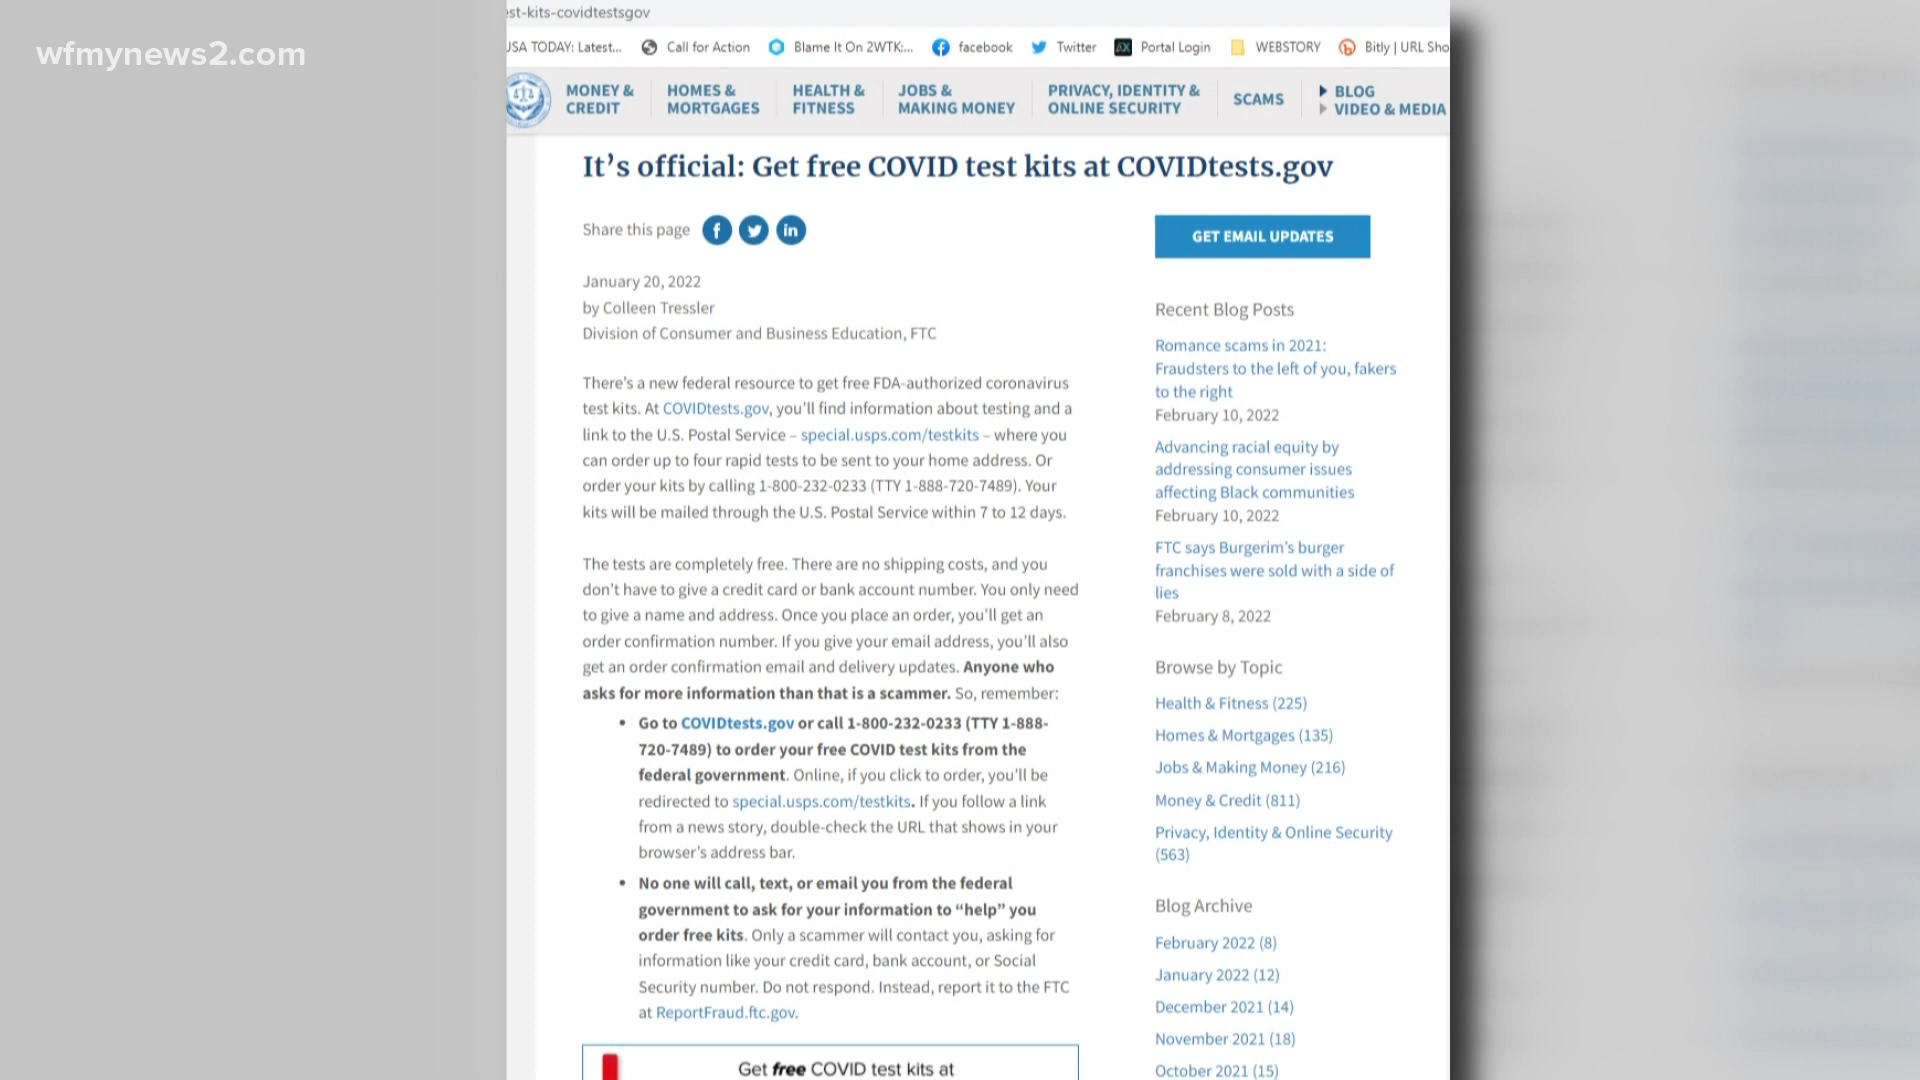 wfmynews2.com
est-kits-covidtestsgov
USA TODAY: Latest... Call for Action Blame It On 2WTK:... facebook Twitter Portal Login WEBSTORY Bitly | URL Sho
MONEY & CREDIT
HOMES & MORTGAGES
HEALTH & FITNESS
JOBS & MAKING MONEY
PRIVACY, IDENTITY & ONLINE SECURITY
SCAMS
BLOG
VIDEO & MEDIA
It's official: Get free COVID test kits at COVIDtests.gov
Share this page
January 20, 2022
by Colleen Tressler
Division of Consumer and Business Education, FTC
There's a new federal resource to get free FDA-authorized coronavirus
test kits. At COVIDtests.gov, you'll find information about testing and a
link to the U.S. Postal Service – special.usps.com/testkits – where you
can order up to four rapid tests to be sent to your home address. Or
order your kits by calling 1-800-232-0233 (TTY 1-888-720-7489). Your
kits will be mailed through the U.S. Postal Service within 7 to 12 days.
The tests are completely free. There are no shipping costs, and you
don't have to give a credit card or bank account number. You only need
to give a name and address. Once you place an order, you'll get an
order confirmation number. If you give your email address, you'll also
get an order confirmation email and delivery updates. Anyone who
asks for more information than that is a scammer. So, remember:
• Go to COVIDtests.gov or call 1-800-232-0233 (TTY 1-888-
720-7489) to order your free COVID test kits from the
federal government. Online, if you click to order, you'll be
redirected to special.usps.com/testkits. If you follow a link
from a news story, double-check the URL that shows in your
browser's address bar.
• No one will call, text, or email you from the federal
government to ask for your information to “help” you
order free kits. Only a scammer will contact you, asking for
information like your credit card, bank account, or Social
Security number. Do not respond. Instead, report it to the FTC
at ReportFraud.ftc.gov.
Get free COVID test kits at
GET EMAIL UPDATES
Recent Blog Posts
Romance scams in 2021:
Fraudsters to the left of you, fakers
to the right
February 10, 2022
Advancing racial equity by
addressing consumer issues
affecting Black communities
February 10, 2022
FTC says Burgerim's burger
franchises were sold with a side of
lies
February 8, 2022
Browse by Topic
Health & Fitness (225)
Homes & Mortgages (135)
Jobs & Making Money (216)
Money & Credit (811)
Privacy, Identity & Online Security
(563)
Blog Archive
February 2022 (8)
January 2022 (12)
December 2021 (14)
November 2021 (18)
October 2021 (15)